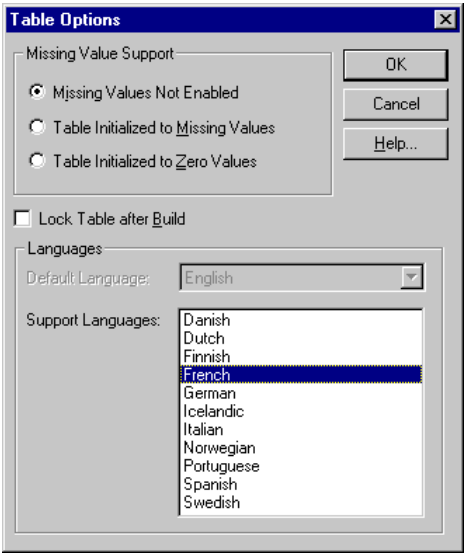 Table Options
Missing Value Support
Missing Values Not Enabled
Table Initialized to Missing Values
Table Initialized to Zero Values
OK
Cancel
Help...
Lock Table after Build
Languages
Default Language: English
Support Languages:
Danish
Dutch
Finnish
French
German
Icelandic
Italian
Norwegian
Portuguese
Spanish
Swedish